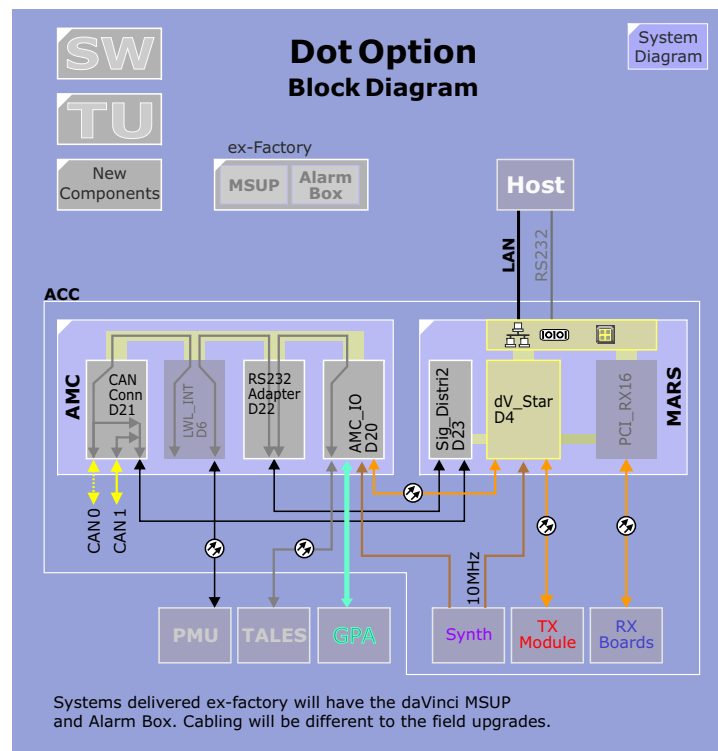 SW
Dot Option
Block Diagram
System
Diagram
TU
ex-Factory
New
Components
MSUP
Alarm
Box
Host
LAN
RS232
ACC
AMC
CAN
Conn
D21
LWL_INT
D6
RS232
Adapter
D22
AMC_IO
D20
Sig_Distri2
D23
dV_Star
D4
PCI_RX16
MARS
CAN 0
CAN 1
10MHz
PMU
TALES
GPA
Synth
TX
Module
RX
Boards
Systems delivered ex-factory will have the daVinci MSUP
and Alarm Box. Cabling will be different to the field upgrades.